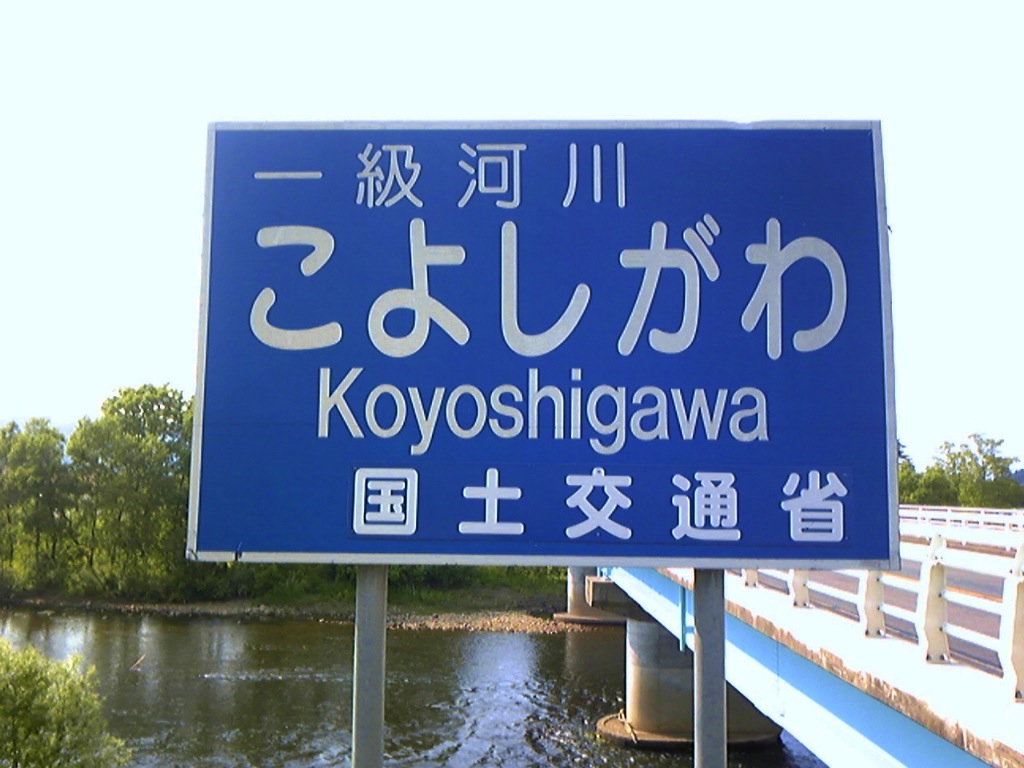 一級河川
こよしがわ
Koyoshigawa
国土交通省